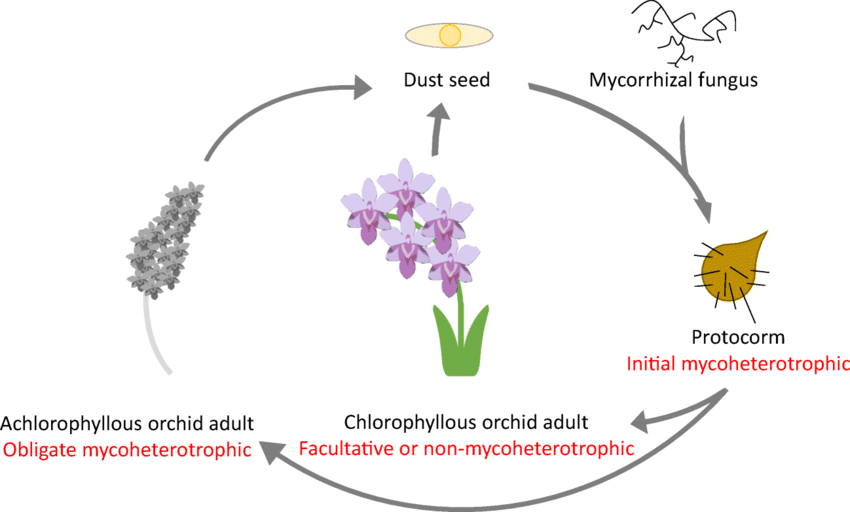 Dust seed
Mycorrhizal fungus
Protocorm
Initial mycoheterotrophic
Achlorophyllous orchid adult
Obligate mycoheterotrophic
Chlorophyllous orchid adult
Facultative or non-mycoheterotrophic